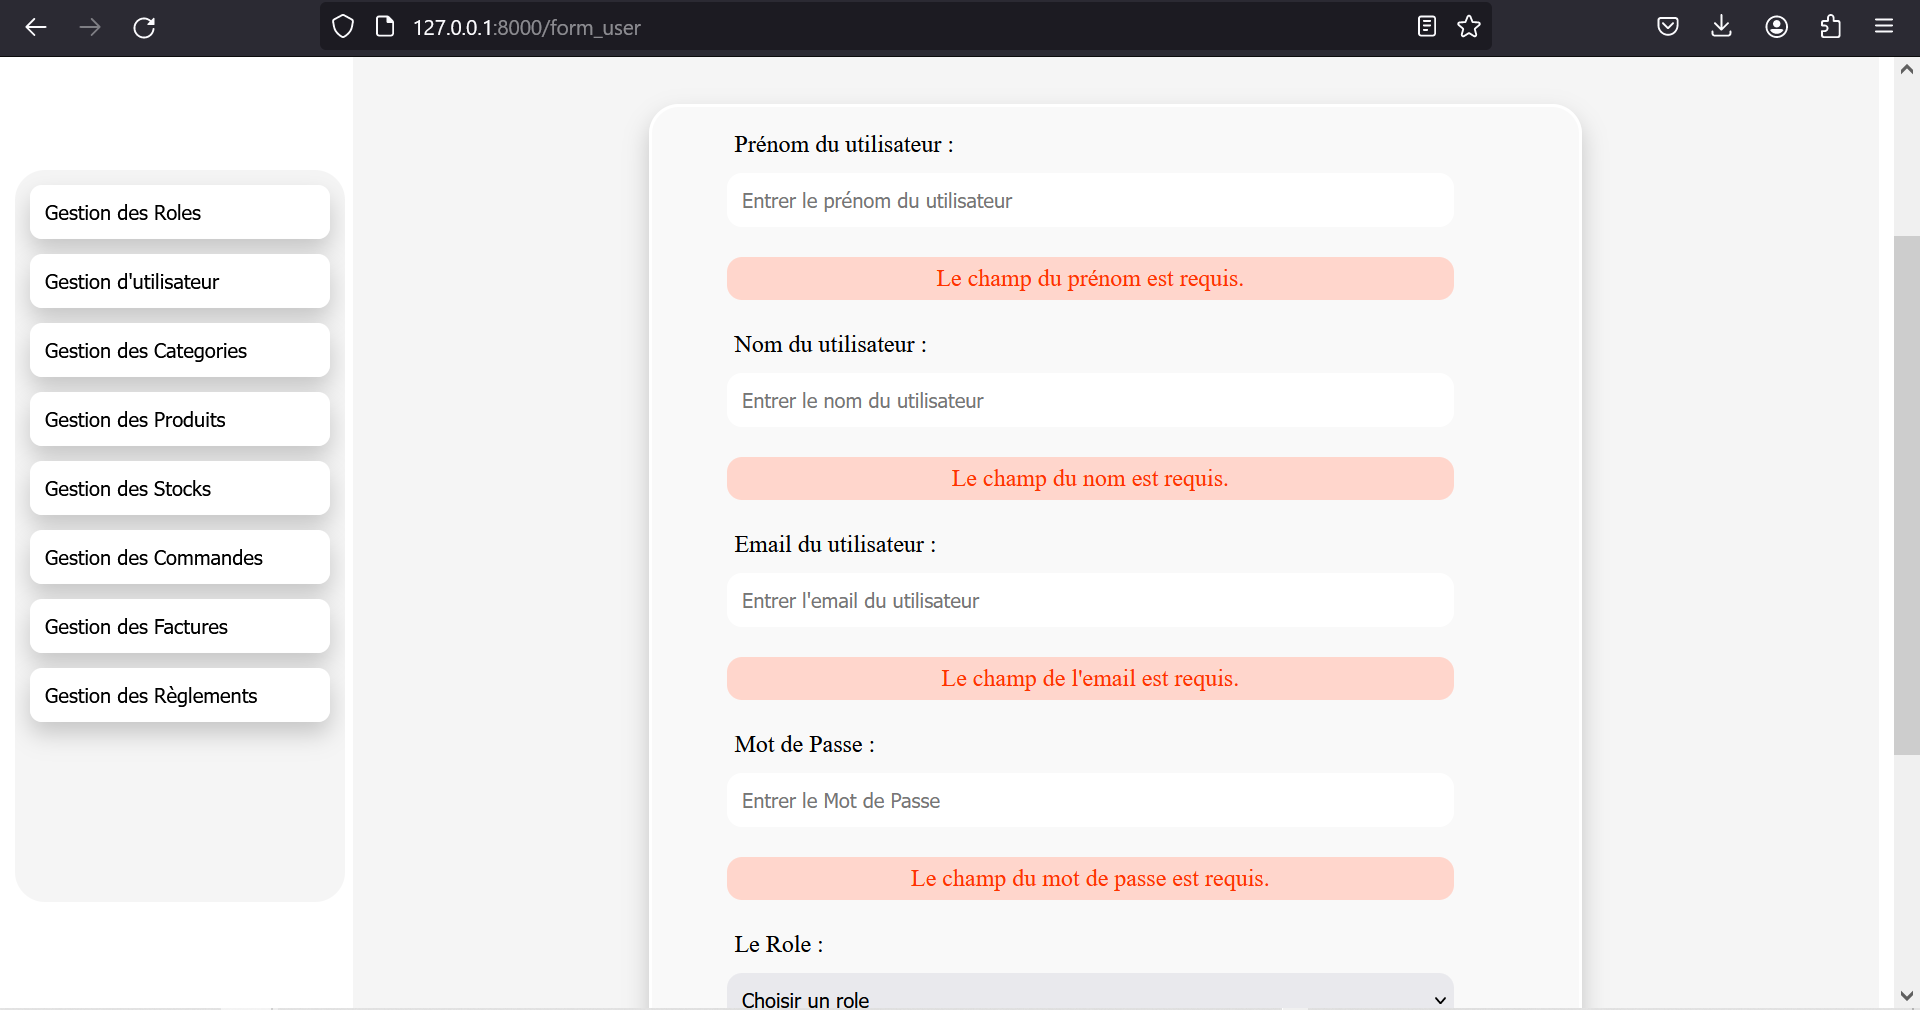 127.0.0.1:8000/form_user
Gestion des Roles
Gestion d'utilisateur
Gestion des Categories
Gestion des Produits
Gestion des Stocks
Gestion des Commandes
Gestion des Factures
Gestion des Règlements
Prénom du utilisateur :
Entrer le prénom du utilisateur
Le champ du prénom est requis.
Nom du utilisateur :
Entrer le nom du utilisateur
Le champ du nom est requis.
Email du utilisateur :
Entrer l'email du utilisateur
Le champ de l'email est requis.
Mot de Passe :
Entrer le Mot de Passe
Le champ du mot de passe est requis.
Le Role :
Choisir un role